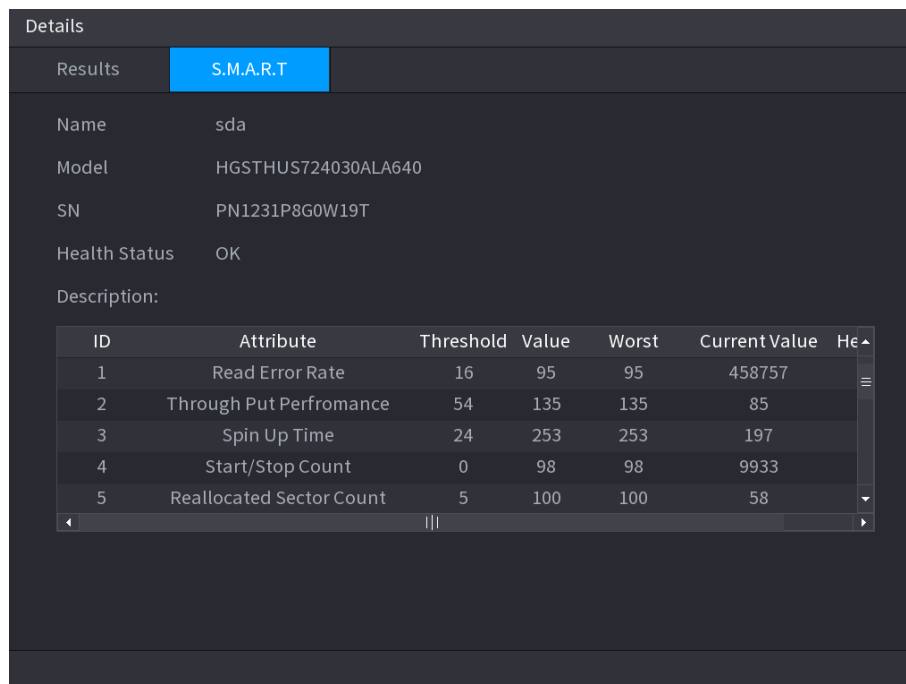 Details
Results S.M.A.R.T
Name sda
Model HGSTHUS724030ALA640
SN PN1231P8G0W19T
Health Status OK
Description:
ID Attribute Threshold Value Worst Current Value He
1 Read Error Rate 16 95 95 458757
2 Through Put Perfromance 54 135 135 85
3 Spin Up Time 24 253 253 197
4 Start/Stop Count 0 98 98 9933
5 Reallocated Sector Count 5 100 100 58